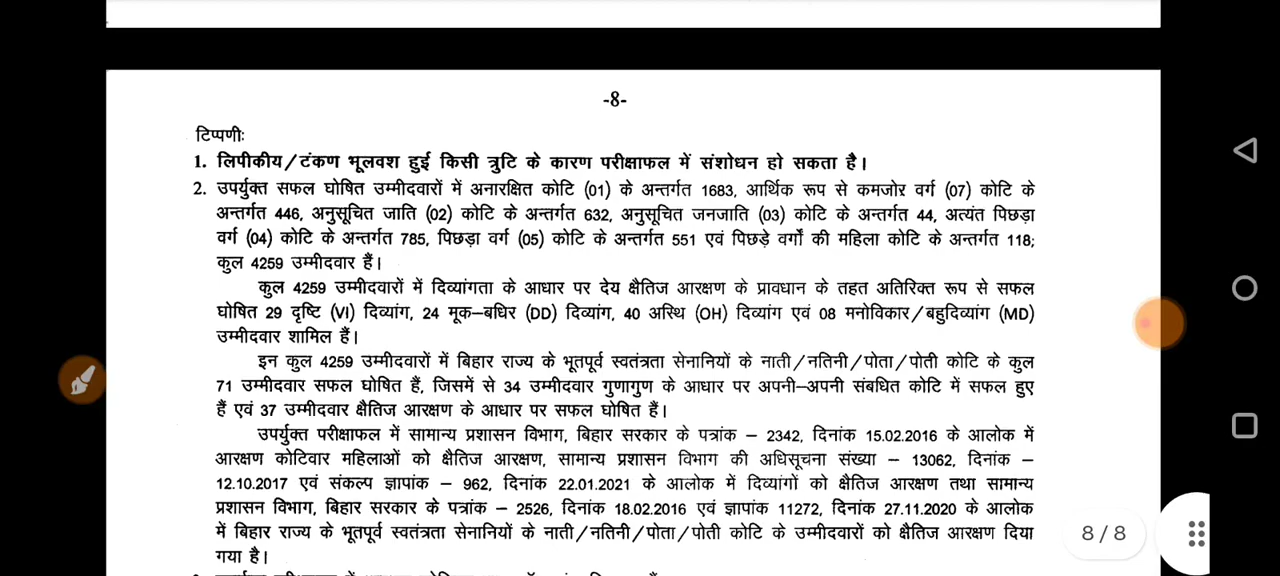 -8-
टिप्पणीः
1. लिपीकीय/टंकण भूलवश हुई किसी त्रुटि के कारण परीक्षाफल में संशोधन हो सकता है।
2. उपर्युक्त सफल घोषित उम्मीदवारों में अनारक्षित कोटि (01) के अन्तर्गत 1683, आर्थिक रूप से कमजोर वर्ग (07) कोटि के
अन्तर्गत 446, अनुसूचित जाति (02) कोटि के अन्तर्गत 632, अनुसूचित जनजाति (03) कोटि के अन्तर्गत 44, अत्यंत पिछड़ा
वर्ग (04) कोटि के अन्तर्गत 785, पिछड़ा वर्ग (05) कोटि के अन्तर्गत 551 एवं पिछड़े वर्गों की महिला कोटि के अन्तर्गत 118;
कुल 4259 उम्मीदवार हैं।
कुल 4259 उम्मीदवारों में दिव्यांगता के आधार पर देय क्षैतिज आरक्षण के प्रावधान के तहत अतिरिक्त रूप से सफल
घोषित 29 दृष्टि (VI) दिव्यांग, 24 मूक–बधिर (DD) दिव्यांग, 40 अस्थि (OH) दिव्यांग एवं 08 मनोविकार/बहुदिव्यांग (MD)
उम्मीदवार शामिल हैं।
इन कुल 4259 उम्मीदवारों में बिहार राज्य के भूतपूर्व स्वतंत्रता सेनानियों के नाती/नतिनी/पोता/पोती कोटि के कुल
71 उम्मीदवार सफल घोषित हैं, जिसमें से 34 उम्मीदवार गुणागुण के आधार पर अपनी–अपनी संबधित कोटि में सफल हुए
हैं एवं 37 उम्मीदवार क्षैतिज आरक्षण के आधार पर सफल घोषित हैं।
उपर्युक्त परीक्षाफल में सामान्य प्रशासन विभाग, बिहार सरकार के पत्रांक – 2342, दिनांक 15.02.2016 के आलोक में
आरक्षण कोटिवार महिलाओं को क्षैतिज आरक्षण, सामान्य प्रशासन विभाग की अधिसूचना संख्या – 13062, दिनांक –
12.10.2017 एवं संकल्प ज्ञापांक – 962, दिनांक 22.01.2021 के आलोक में दिव्यांगों को क्षैतिज आरक्षण तथा सामान्य
प्रशासन विभाग, बिहार सरकार के पत्रांक – 2526, दिनांक 18.02.2016 एवं ज्ञापांक 11272, दिनांक 27.11.2020 के आलोक
में बिहार राज्य के भूतपूर्व स्वतंत्रता सेनानियों के नाती/नतिनी/पोता/पोती कोटि के उम्मीदवारों को क्षैतिज आरक्षण दिया
गया है।
8/8